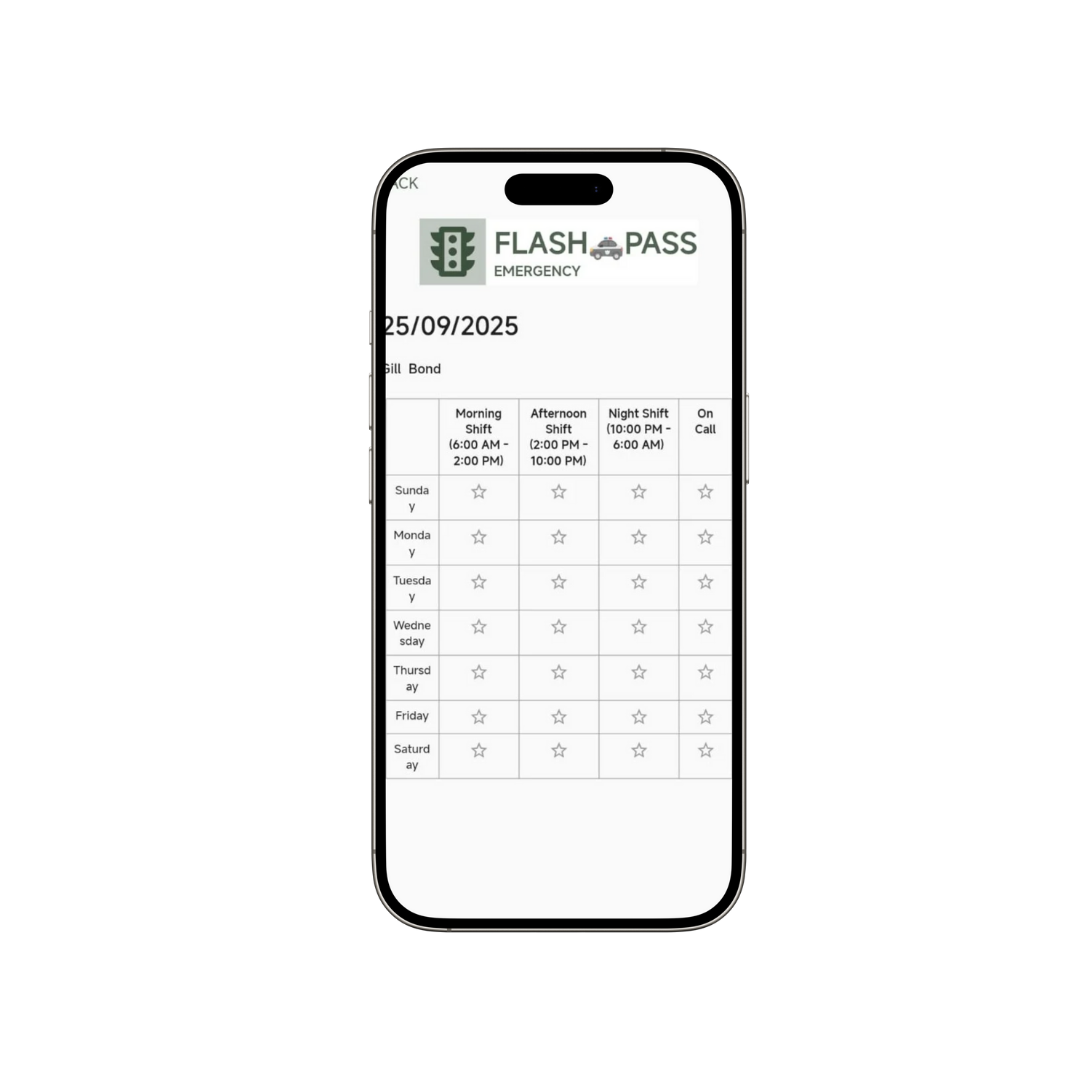 ACK
FLASH PASS
EMERGENCY
25/09/2025
Gill Bond
Morning
Shift
(6:00 AM -
2:00 PM)
Afternoon
Shift
(2:00 PM -
10:00 PM)
Night Shift
(10:00 PM -
6:00 AM)
On
Call
Sunda
y
Monda
y
Tuesda
y
Wedne
sday
Thursd
ay
Friday
Saturd
ay